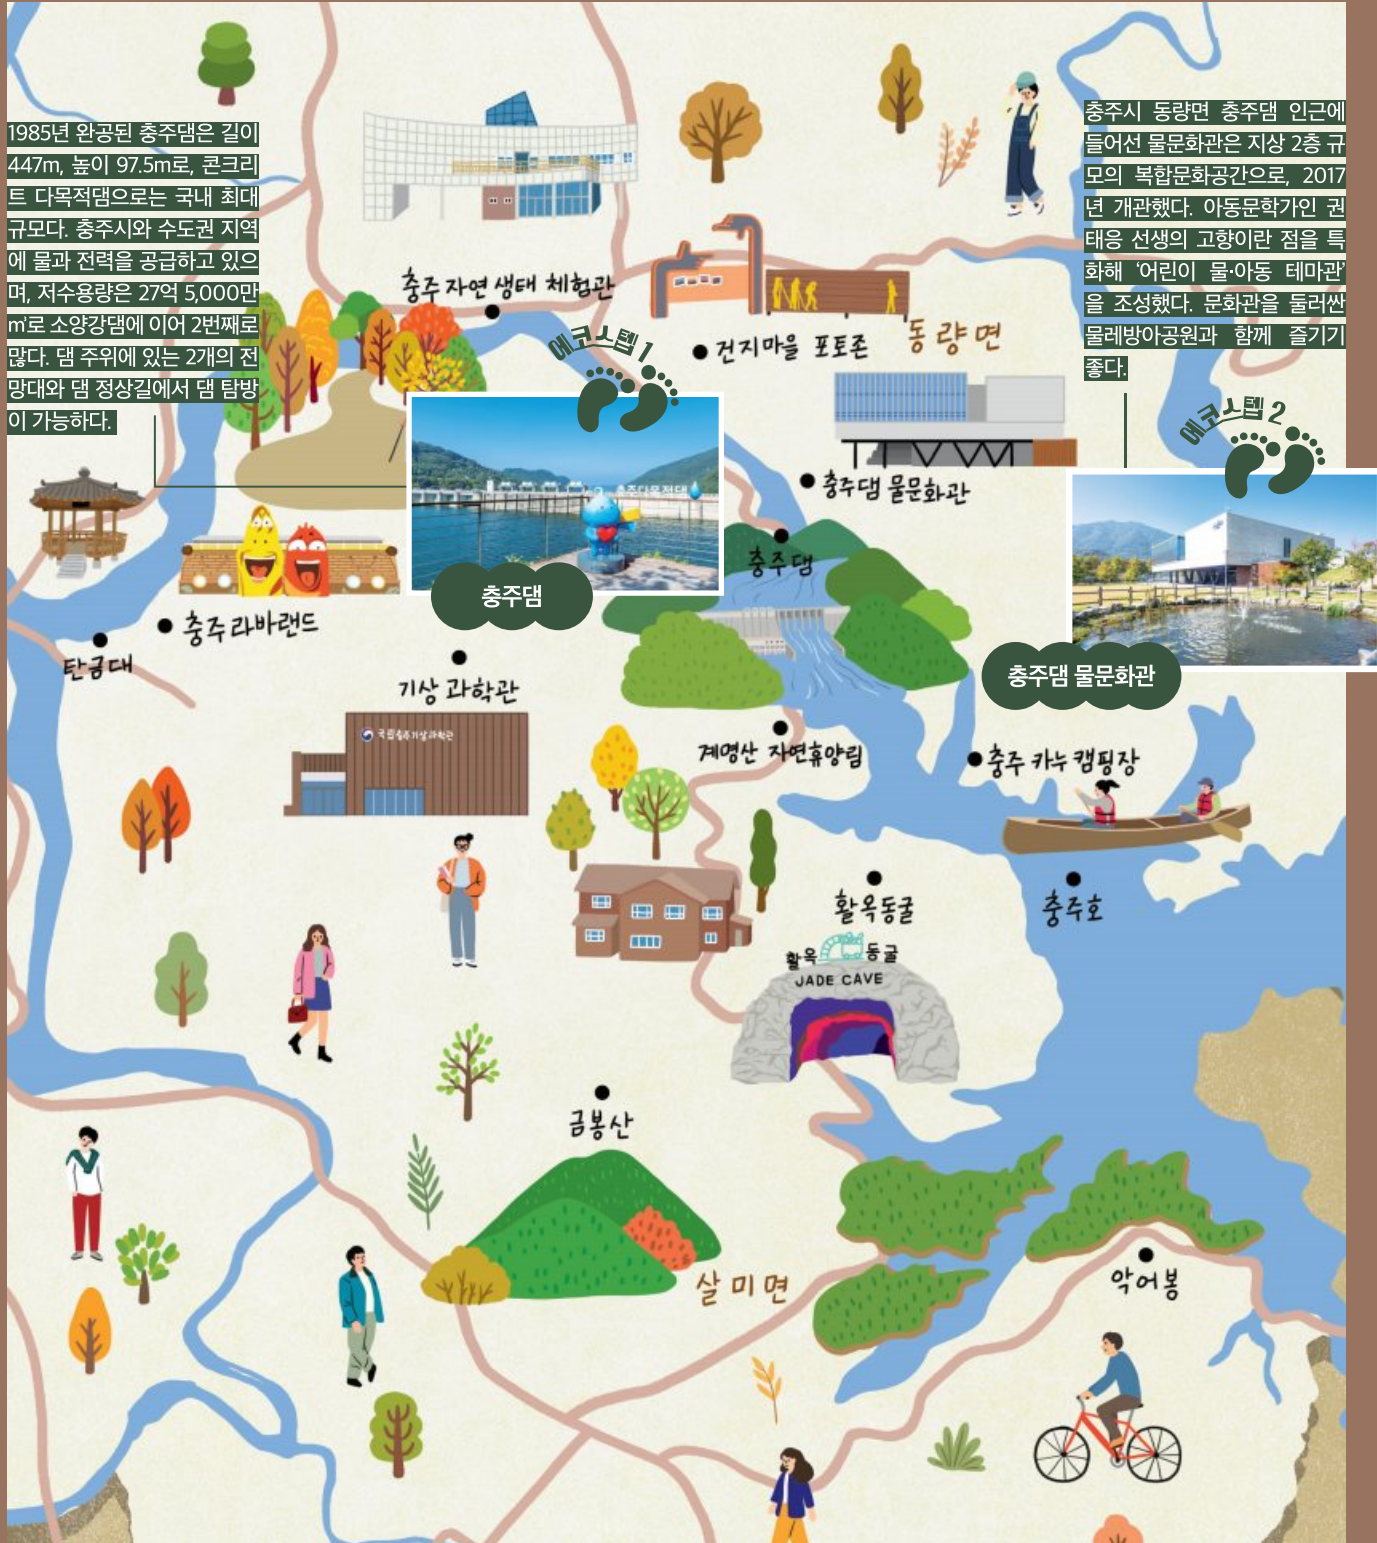 1985년 완공된 충주댐은 길이
447m, 높이 97.5m로, 콘크리
트 다목적댐으로는 국내 최대
규모다. 충주시와 수도권 지역
에 물과 전력을 공급하고 있으
며, 저수용량은 27억 5,000만
㎥로 소양강댐에 이어 2번째로
많다. 댐 주위에 있는 2개의 전
망대와 댐 정상길에서 댐 탐방
이 가능하다.
충주시 동량면 충주댐 인근에
들어선 물문화관은 지상 2층 규
모의 복합문화공간으로, 2017
년 개관했다. 아동문학가인 권
태응 선생의 고향이란 점을 특
화해 ‘어린이 물·아동 테마관’
을 조성했다. 문화관을 둘러싼
물레방아공원과 함께 즐기기
좋다.
충주 자연 생태 체험관
에코스텝 1
건지마을 포토존
동량면
에코스텝 2
충주댐 물문화관
충주다목적댐
충주댐
충주댐
충주 라바랜드
탄금대
기상 과학관
국립충주기상과학관
충주댐 물문화관
계명산 자연휴양림
충주 카누 캠핑장
활옥동굴
충주호
활옥 동굴
JADE CAVE
금봉산
살미면
악어봉